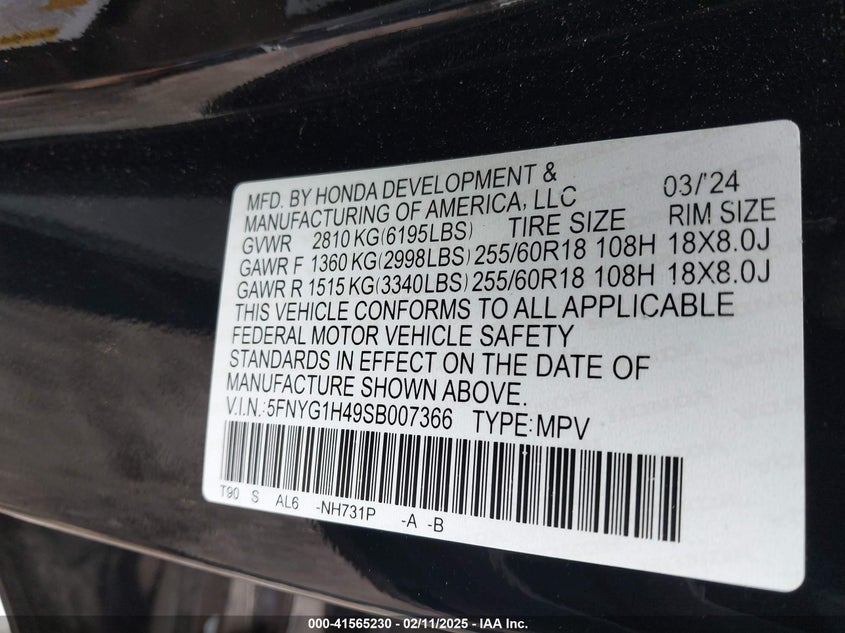 MFD. BY HONDA DEVELOPMENT &
MANUFACTURING OF AMERICA, LLC 03/'24
GVWR 2810 KG(6195LBS) TIRE SIZE RIM SIZE
GAWR F 1360 KG(2998LBS) 255/60R18 108H 18X8.0J
GAWR R 1515 KG(3340LBS) 255/60R18 108H 18X8.0J
THIS VEHICLE CONFORMS TO ALL APPLICABLE
FEDERAL MOTOR VEHICLE SAFETY
STANDARDS IN EFFECT ON THE DATE OF
MANUFACTURE SHOWN ABOVE.
V.I.N.:5FNYG1H49SB007366 TYPE:MPV
T90 S AL6 -NH731P -A -B
000-41565230 - 02/11/2025 - IAA Inc.